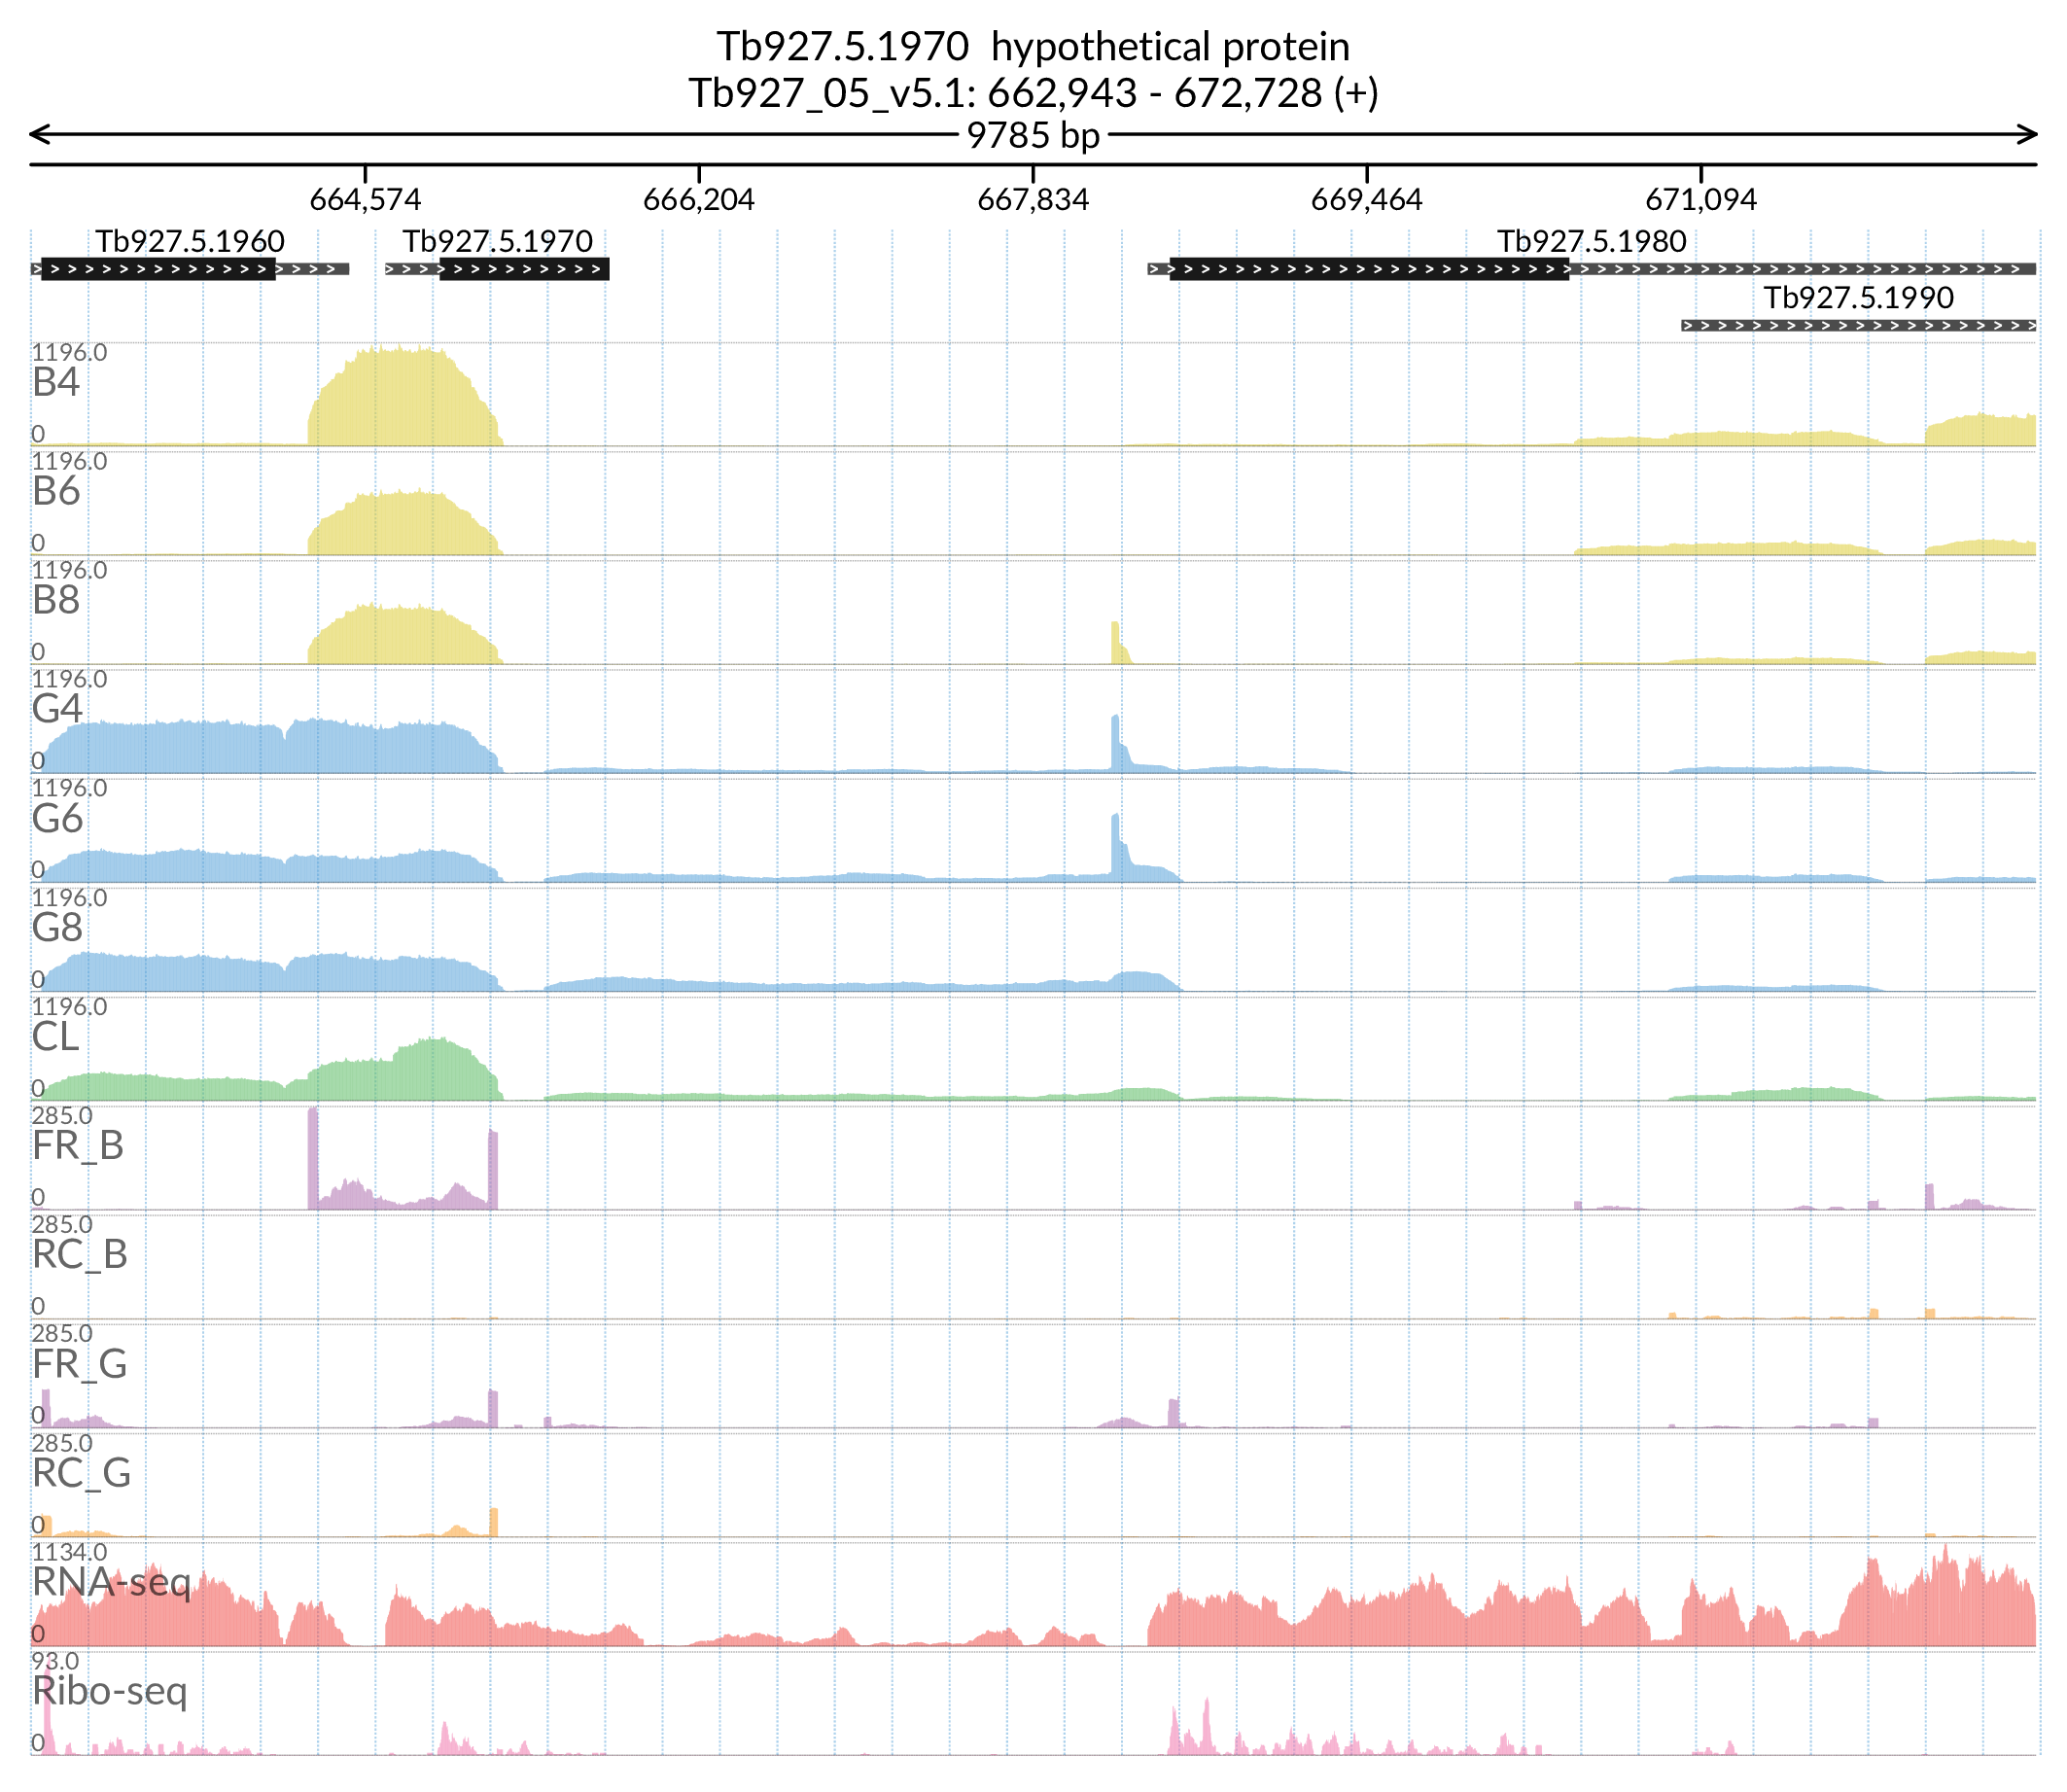 Tb927.5.1970  hypothetical protein
Tb927_05_v5.1: 662,943 - 672,728 (+)
9785 bp
664,574 666,204 667,834 669,464 671,094
Tb927.5.1960 Tb927.5.1970 Tb927.5.1980
Tb927.5.1990
1196.0
B4
0
1196.0
B6
0
1196.0
B8
0
1196.0
G4
0
1196.0
G6
0
1196.0
G8
0
1196.0
CL
0
285.0
FR_B
0
285.0
RC_B
0
285.0
FR_G
0
285.0
RC_G
0
1134.0
RNA-seq
0
93.0
Ribo-seq
0